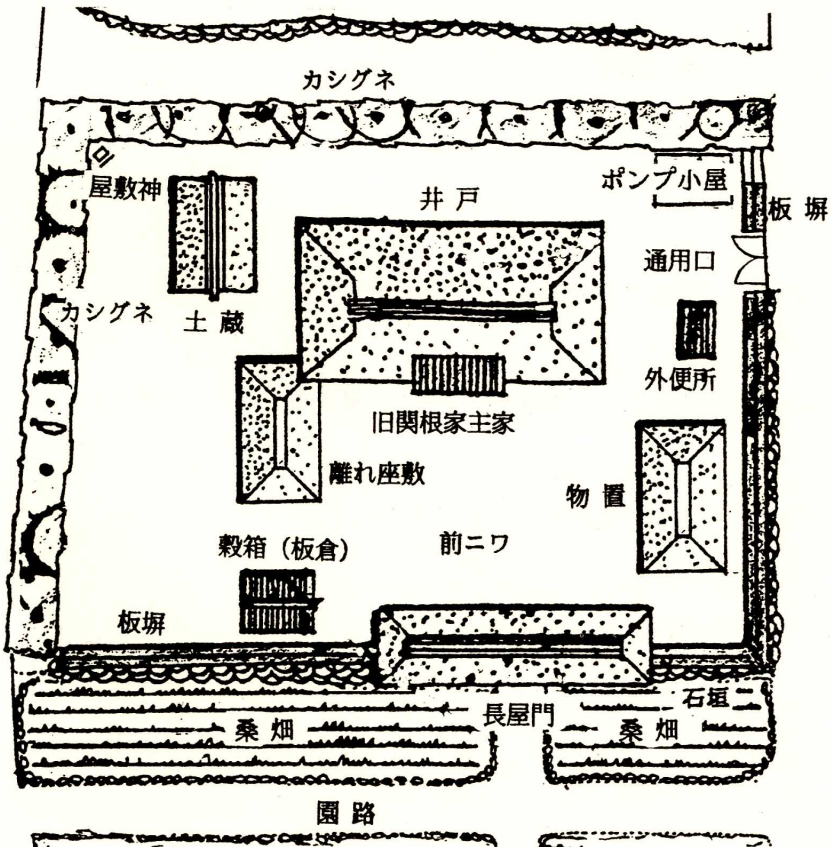 カシグネ
屋敷神
井戸
ポンプ小屋
板塀
通用口
カシグネ
土蔵
外便所
旧関根家主家
離れ座敷
物置
穀箱（板倉）
前ニワ
板塀
石垣
長屋門
桑畑
桑畑
園路